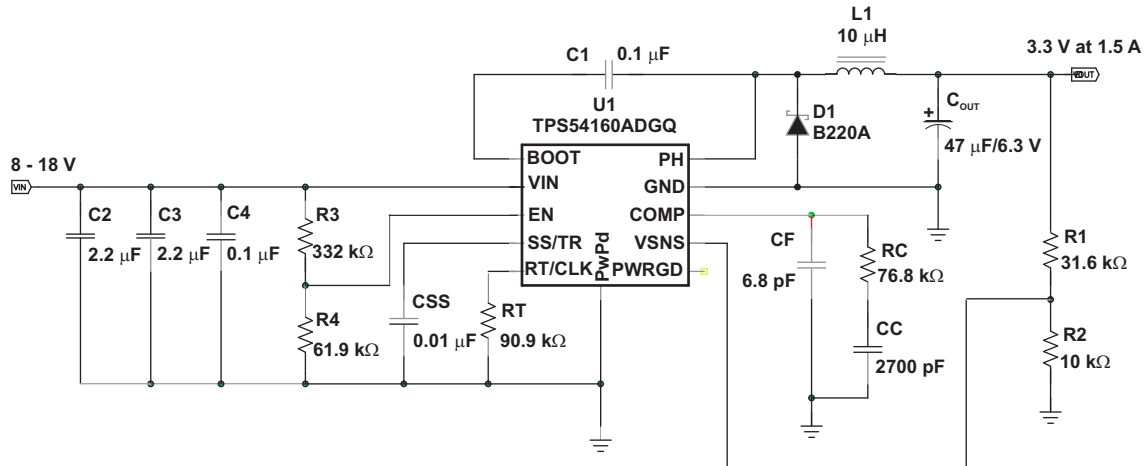 L1
10 μH
3.3 V at 1.5 A
C1
0.1 μF
VOUT
U1
TPS54160ADGQ
D1
B220A
COUT
+
47 μF/6.3 V
8 - 18 V
VIN
BOOT
PH
VIN
GND
EN
COMP
SS/TR
VSNS
RT/CLK
PwPd
PWRGD
C2
2.2 μF
C3
2.2 μF
C4
0.1 μF
R3
332 kΩ
R4
61.9 kΩ
CSS
0.01 μF
RT
90.9 kΩ
CF
6.8 pF
RC
76.8 kΩ
CC
2700 pF
R1
31.6 kΩ
R2
10 kΩ